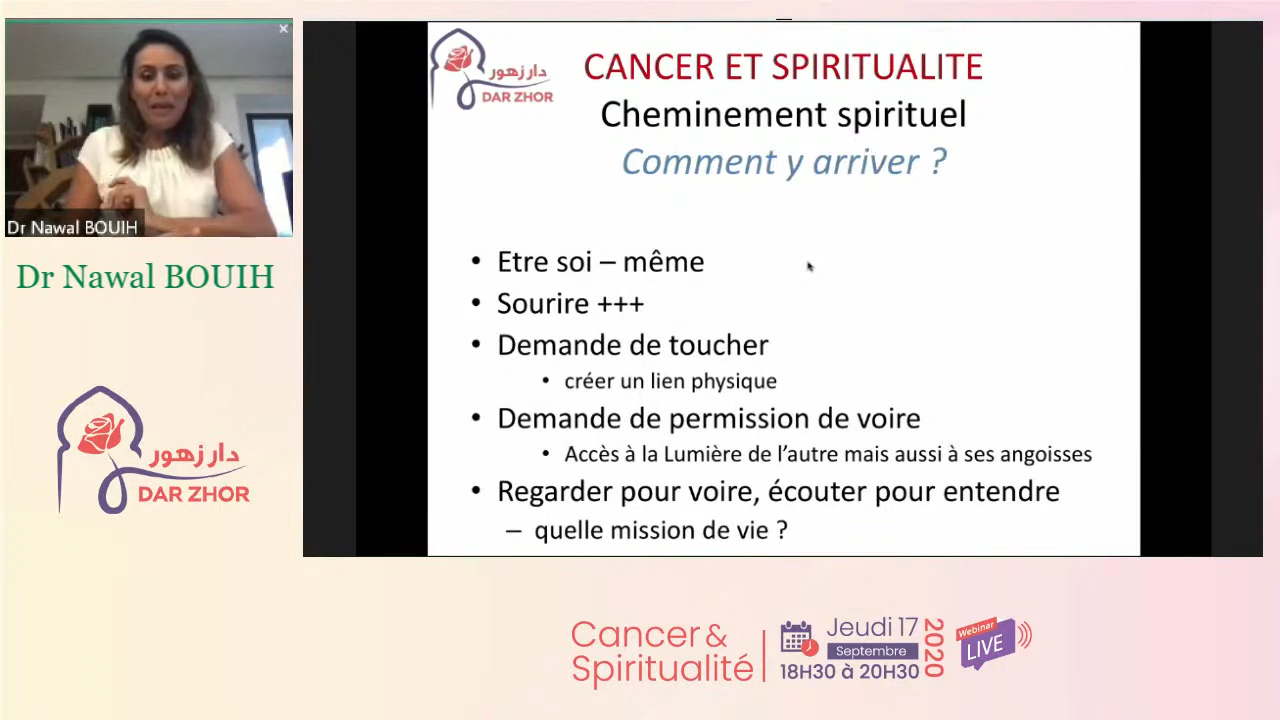 Dr Nawal BOUIH
Dr Nawal BOUIH
دار زهور
DAR ZHOR
دار زهور
DAR ZHOR
CANCER ET SPIRITUALITE
Cheminement spirituel
Comment y arriver ?
• Etre soi – même
• Sourire +++
• Demande de toucher
• créer un lien physique
• Demande de permission de voire
• Accès à la Lumière de l’autre mais aussi à ses angoisses
• Regarder pour voire, écouter pour entendre
– quelle mission de vie ?
Cancer &
Spiritualité
Jeudi 17
Septembre
18H30 à 20H30
2020
Webinar
LIVE